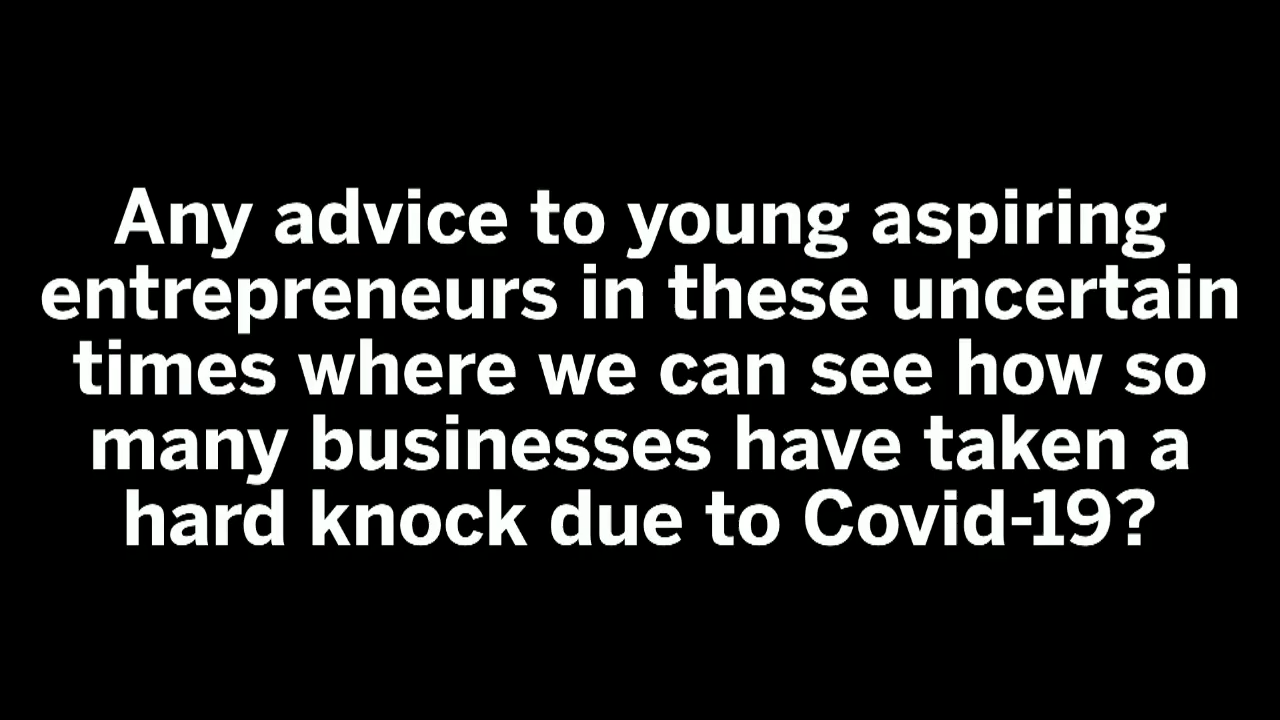 Any advice to young aspiring
entrepreneurs in these uncertain
times where we can see how so
many businesses have taken a
hard knock due to Covid-19?